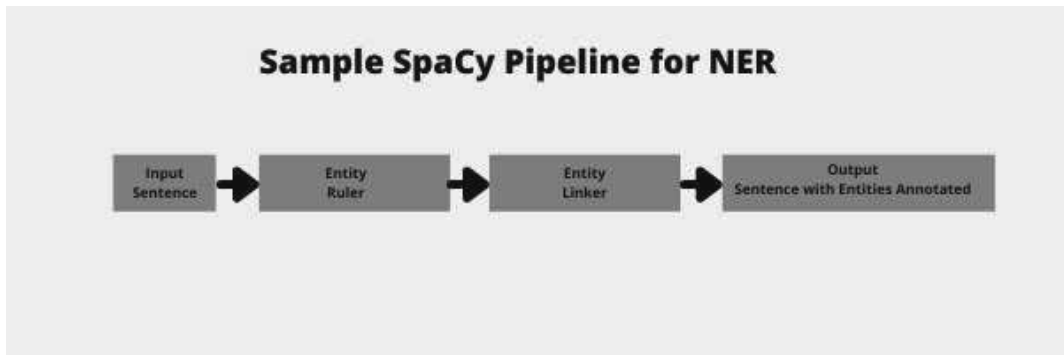 Sample SpaCy Pipeline for NER
Input
Sentence
Entity
Ruler
Entity
Linker
Output
Sentence with Entities Annotated